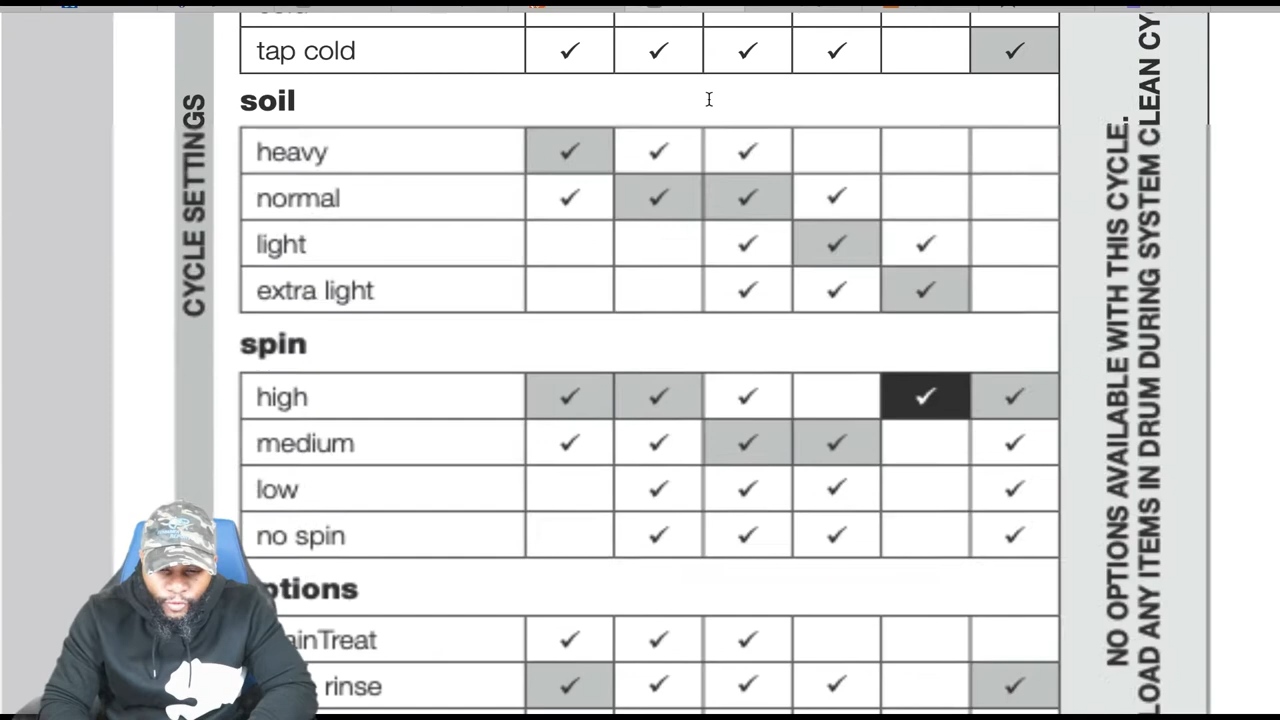 tap cold ✓ ✓ ✓ ✓ ✓
soil
heavy ✓ ✓ ✓
normal ✓ ✓ ✓ ✓
light ✓ ✓ ✓
extra light ✓ ✓ ✓
spin
high ✓ ✓ ✓ ✓ ✓
medium ✓ ✓ ✓ ✓ ✓
low ✓ ✓ ✓ ✓
no spin ✓ ✓ ✓ ✓
ptions
ainTreat ✓ ✓ ✓
rinse ✓ ✓ ✓ ✓ ✓
CYCLE SETTINGS
NO OPTIONS AVAILABLE WITH THIS CYCLE.
LOAD ANY ITEMS IN DRUM DURING SYSTEM CLEAN CY